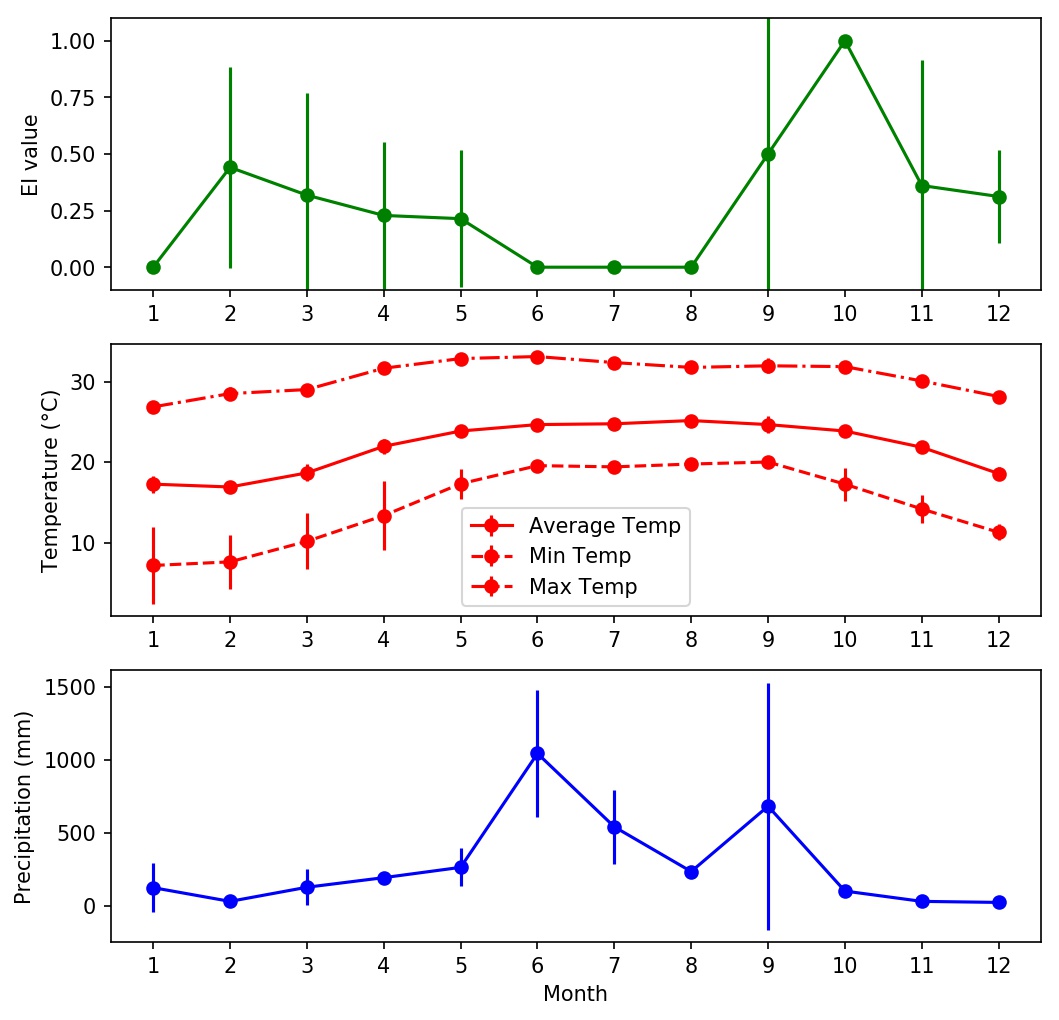 EI value
1.00
0.75
0.50
0.25
0.00
1 2 3 4 5 6 7 8 9 10 11 12
Temperature (°C)
30
20
10
Average Temp
Min Temp
Max Temp
1 2 3 4 5 6 7 8 9 10 11 12
Precipitation (mm)
1500
1000
500
0
1 2 3 4 5 6 7 8 9 10 11 12
Month